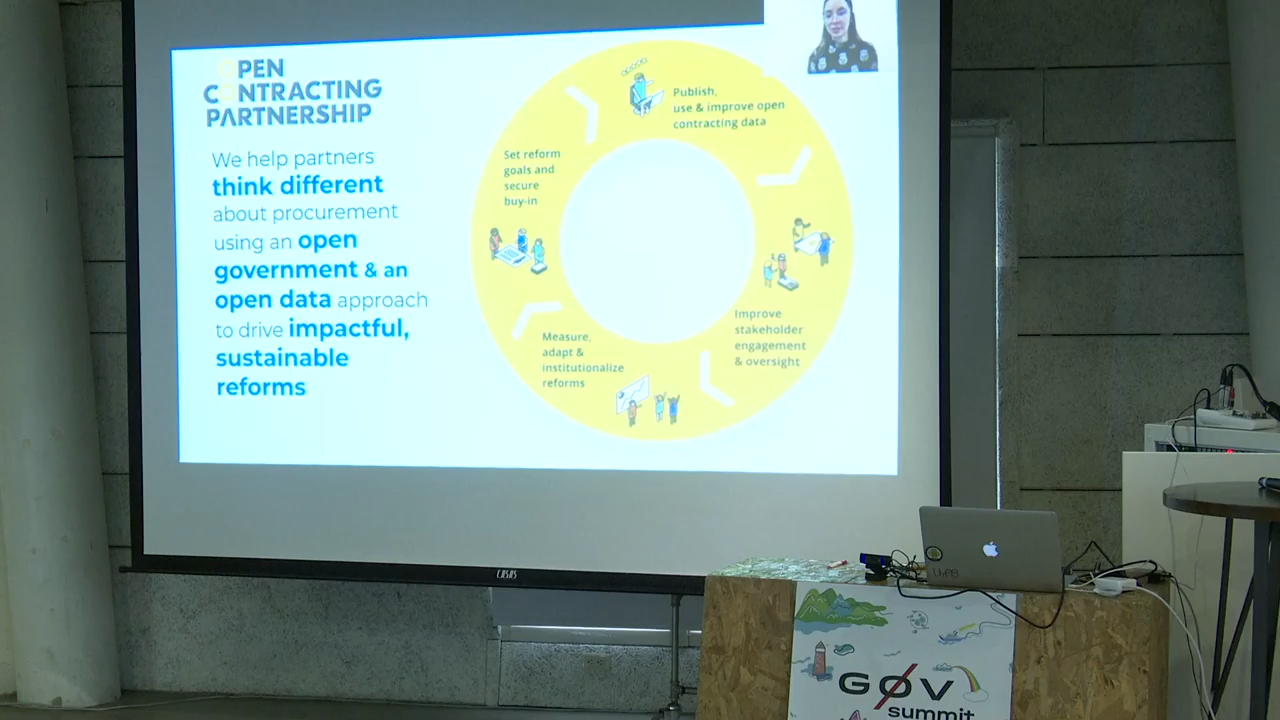 OPEN
CONTRACTING
PARTNERSHIP
We help partners
think different
about procurement
using an open
government & an
open data approach
to drive impactful,
sustainable
reforms
Publish,
use & improve open
contracting data
Set reform
goals and
secure
buy-in
Improve
stakeholder
engagement
& oversight
Measure,
adapt &
institutionalize
reforms
GØV
summit